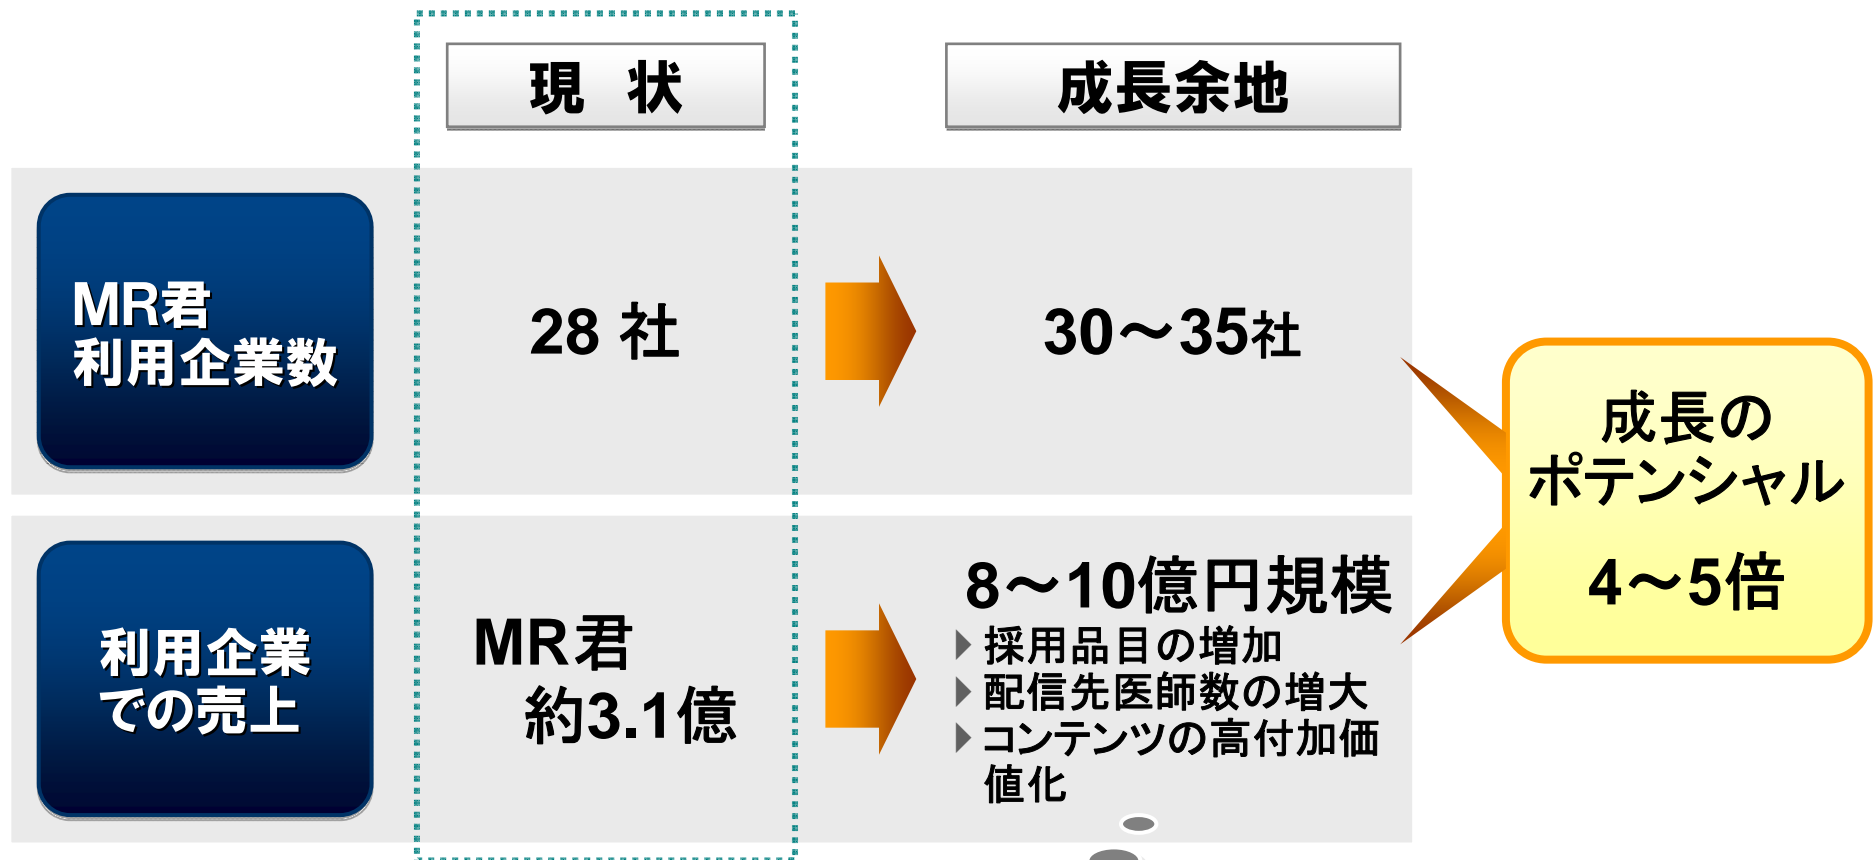 現　状
成長余地
MR君
利用企業数
28 社
30～35社
利用企業
での売上
MR君
約3.1億
8～10億円規模
採用品目の増加
配信先医師数の増大
コンテンツの高付加価
値化
成長の
ポテンシャル
4～5倍